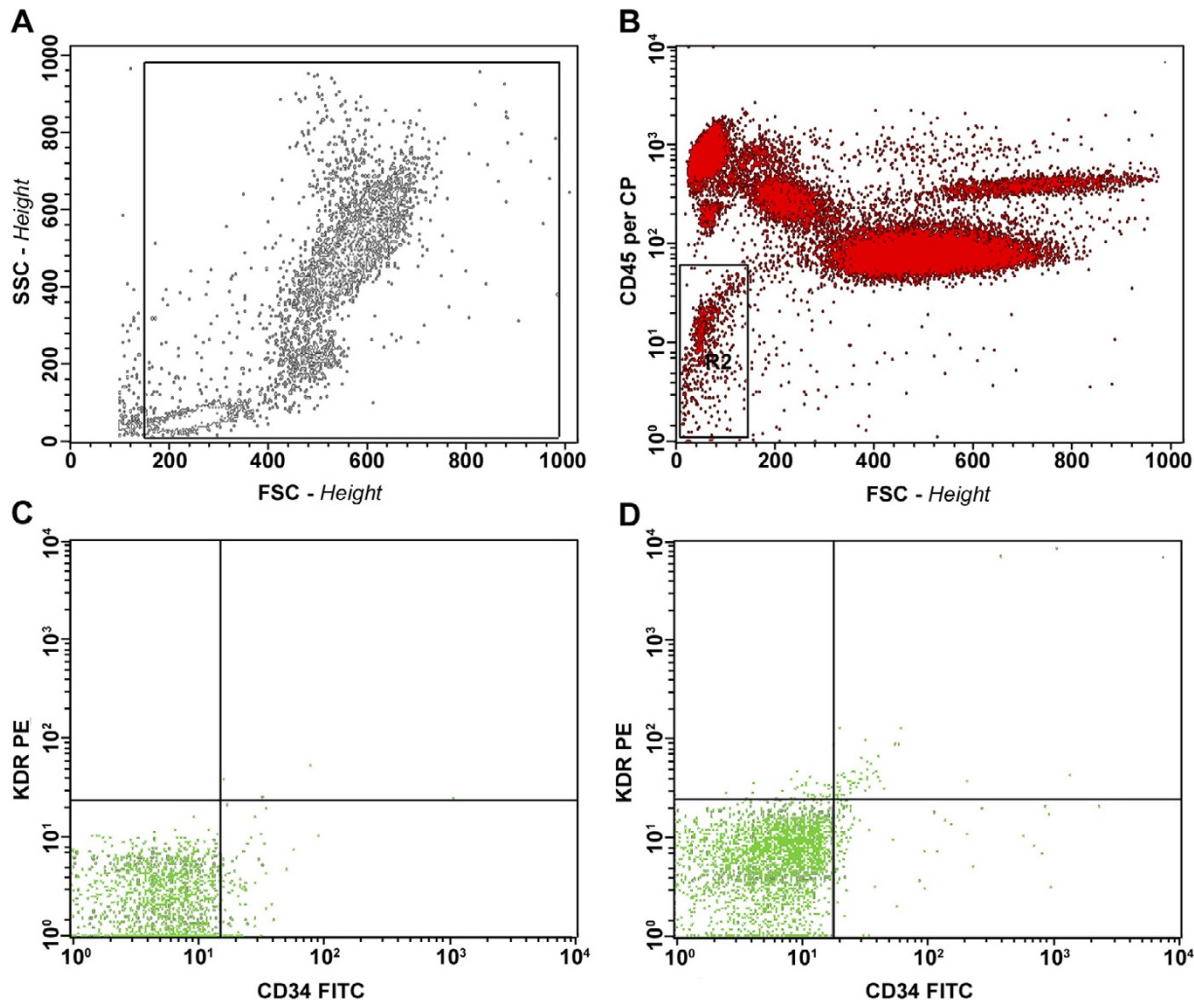 A
1000
800
600
400
200
0
SSC - Height
0 200 400 600 800 1000
FSC - Height
B
10⁴
10³
10²
10¹
10⁰
CD45 per CP
R2
0 200 400 600 800 1000
FSC - Height
C
10⁴
10³
10²
10¹
10⁰
KDR PE
10⁰ 10¹ 10² 10³ 10⁴
CD34 FITC
D
10⁴
10³
10²
10¹
10⁰
KDR PE
10⁰ 10¹ 10² 10³ 10⁴
CD34 FITC